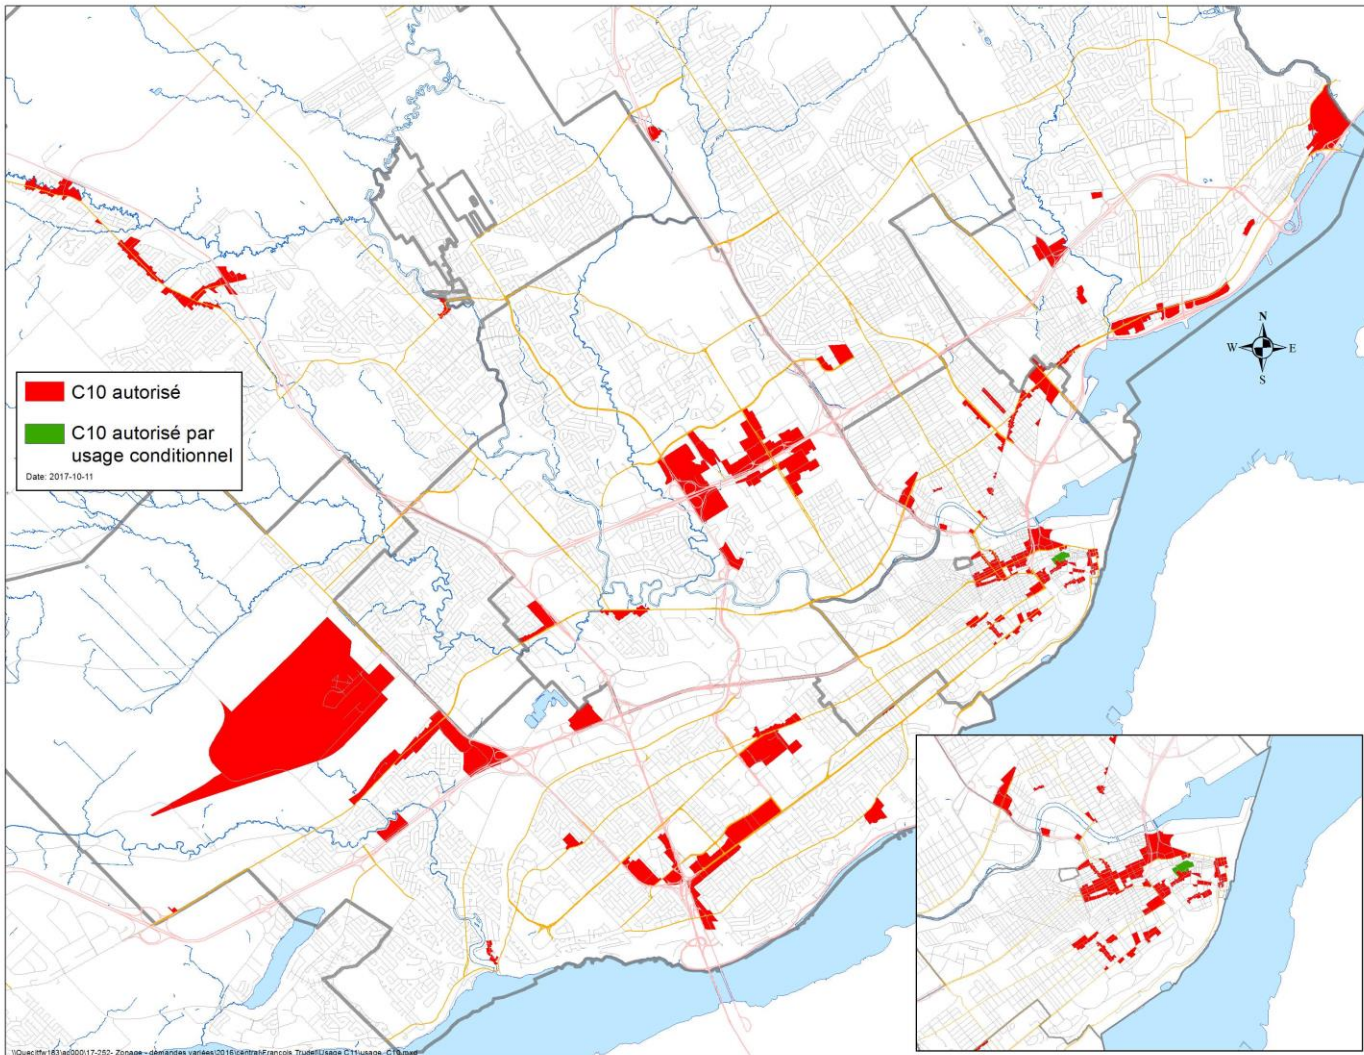 N
W E
S
C10 autorisé
C10 autorisé par
usage conditionnel
Date: 2017-10-11